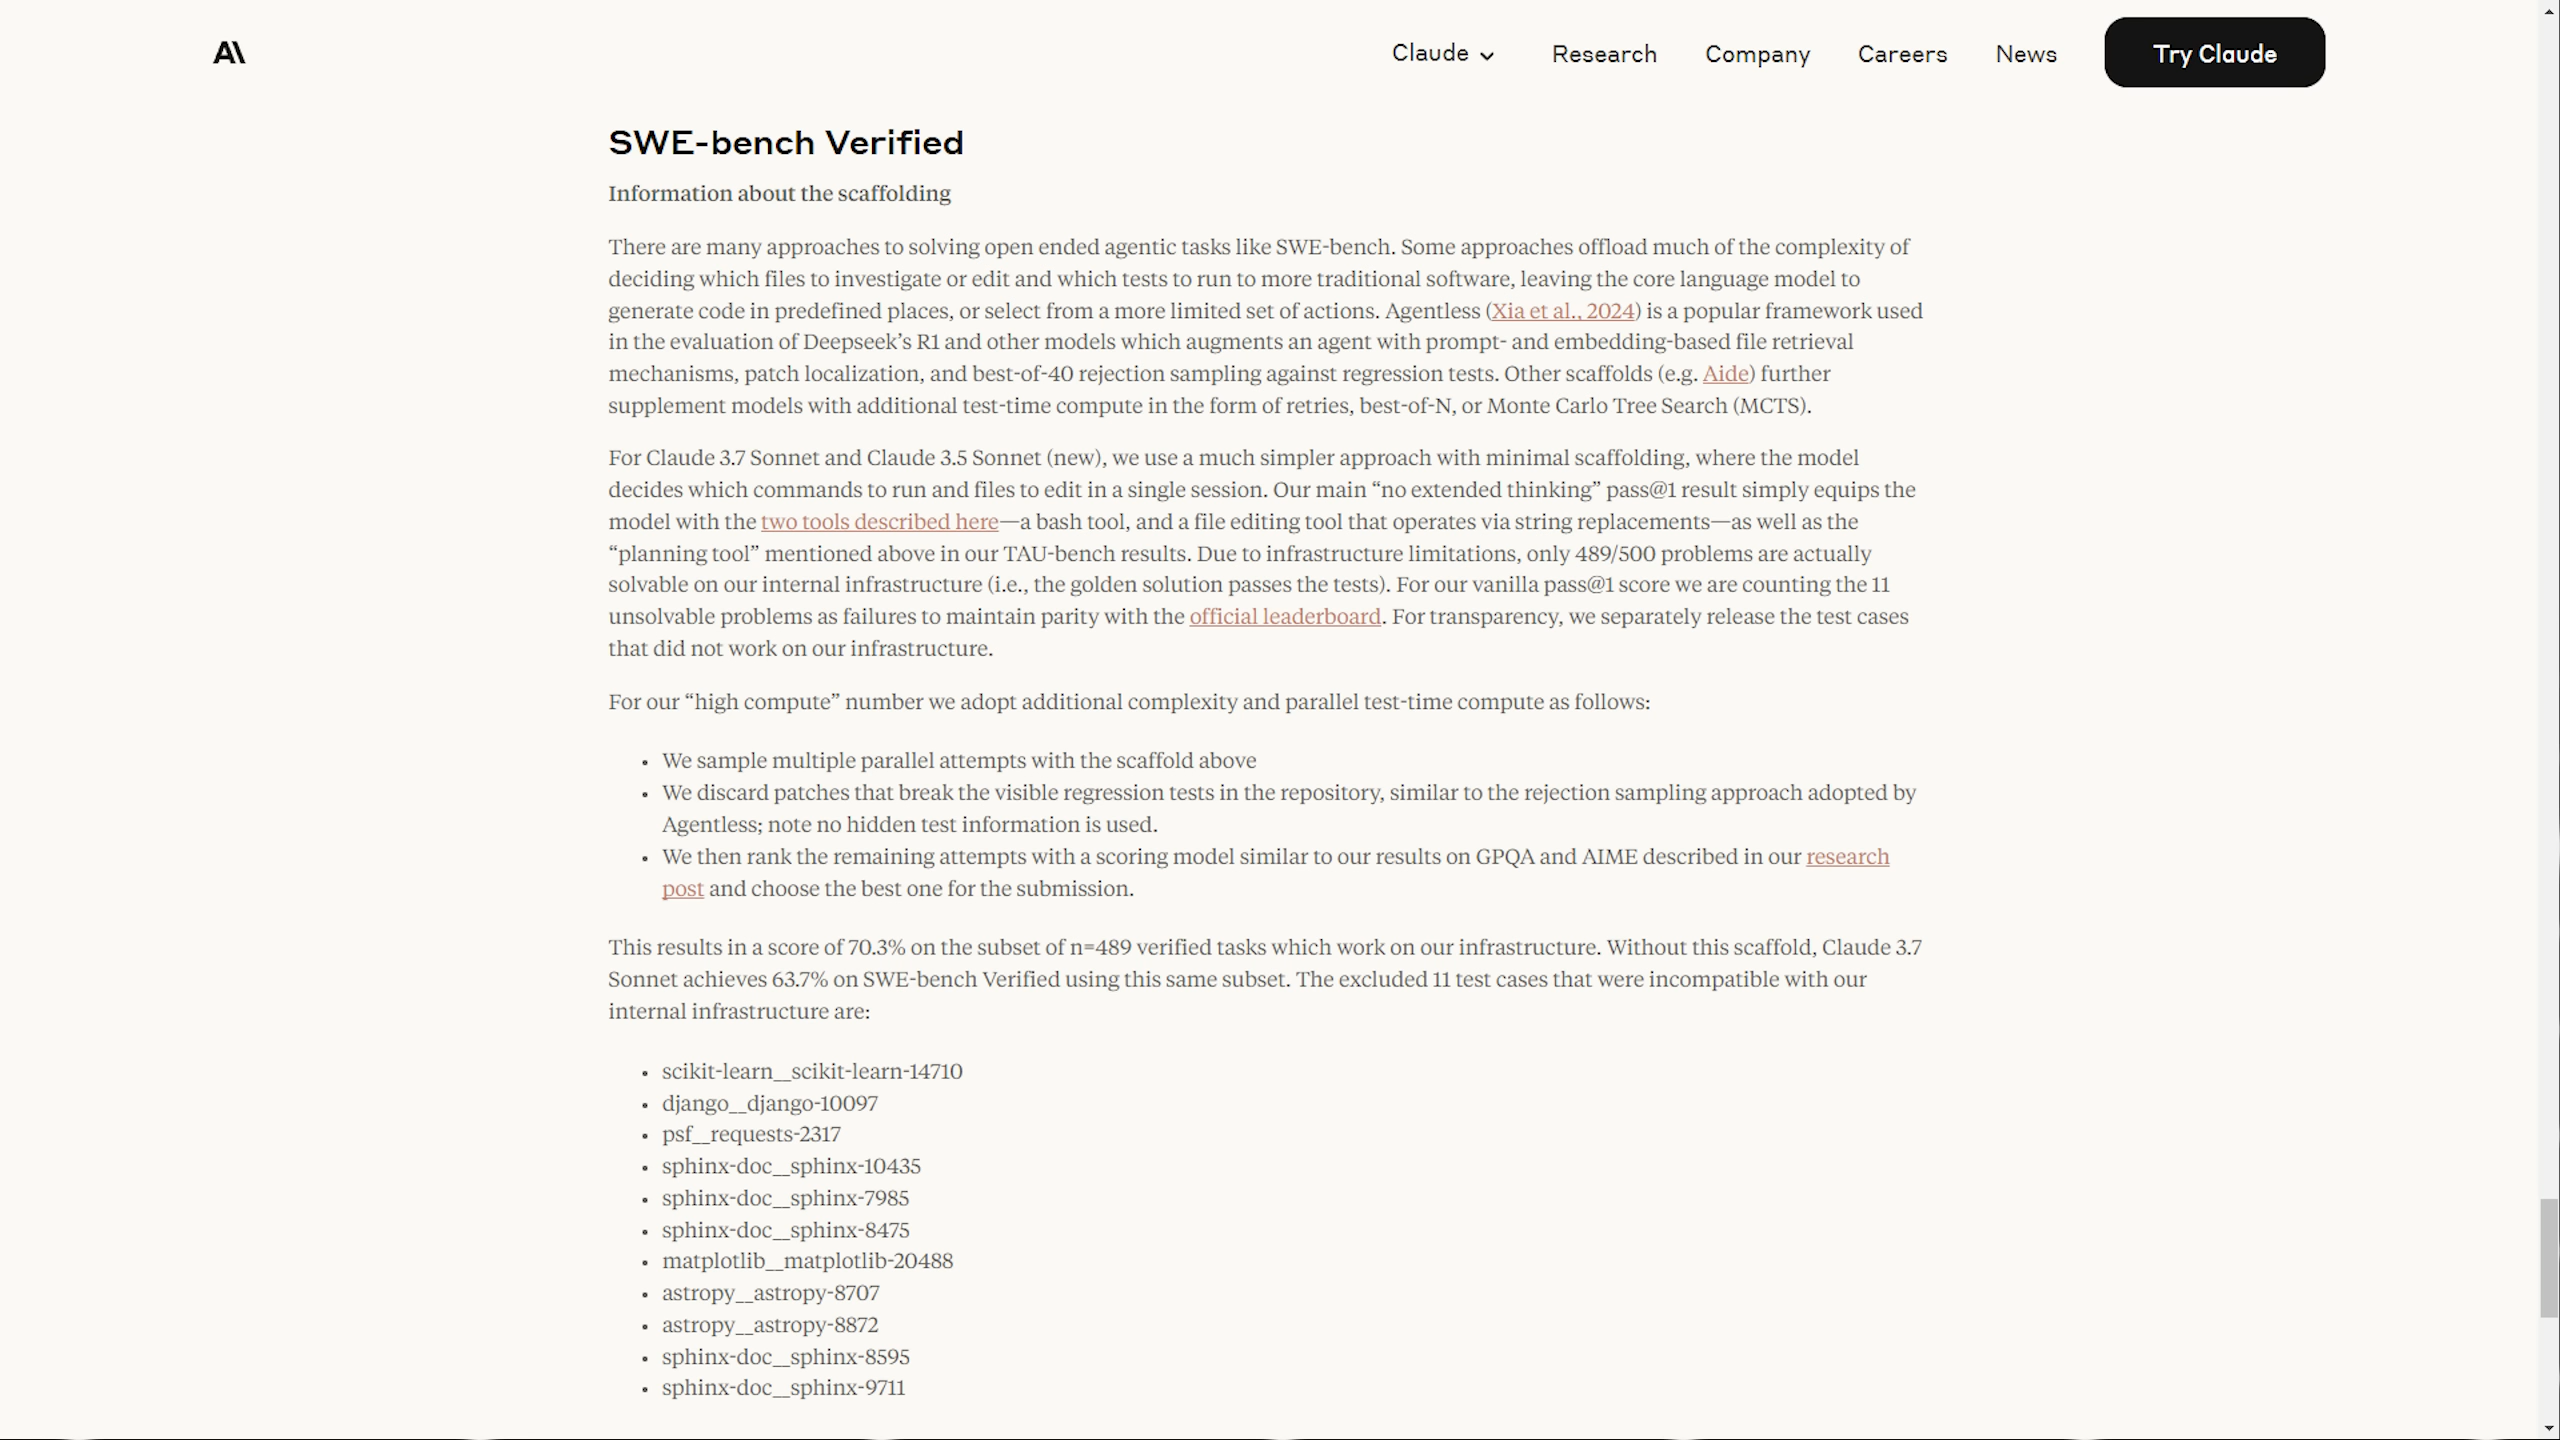 A\
Claude
Research
Company
Careers
News
Try Claude
SWE-bench Verified
Information about the scaffolding
There are many approaches to solving open ended agentic tasks like SWE-bench. Some approaches offload much of the complexity of
deciding which files to investigate or edit and which tests to run to more traditional software, leaving the core language model to
generate code in predefined places, or select from a more limited set of actions. Agentless (Xia et al., 2024) is a popular framework used
in the evaluation of Deepseek’s R1 and other models which augments an agent with prompt- and embedding-based file retrieval
mechanisms, patch localization, and best-of-40 rejection sampling against regression tests. Other scaffolds (e.g. Aide) further
supplement models with additional test-time compute in the form of retries, best-of-N, or Monte Carlo Tree Search (MCTS).
For Claude 3.7 Sonnet and Claude 3.5 Sonnet (new), we use a much simpler approach with minimal scaffolding, where the model
decides which commands to run and files to edit in a single session. Our main “no extended thinking” pass@1 result simply equips the
model with the two tools described here—a bash tool, and a file editing tool that operates via string replacements—as well as the
“planning tool” mentioned above in our TAU-bench results. Due to infrastructure limitations, only 489/500 problems are actually
solvable on our internal infrastructure (i.e., the golden solution passes the tests). For our vanilla pass@1 score we are counting the 11
unsolvable problems as failures to maintain parity with the official leaderboard. For transparency, we separately release the test cases
that did not work on our infrastructure.
For our “high compute” number we adopt additional complexity and parallel test-time compute as follows:
• We sample multiple parallel attempts with the scaffold above
• We discard patches that break the visible regression tests in the repository, similar to the rejection sampling approach adopted by
Agentless; note no hidden test information is used.
• We then rank the remaining attempts with a scoring model similar to our results on GPQA and AIME described in our research
post and choose the best one for the submission.
This results in a score of 70.3% on the subset of n=489 verified tasks which work on our infrastructure. Without this scaffold, Claude 3.7
Sonnet achieves 63.7% on SWE-bench Verified using this same subset. The excluded 11 test cases that were incompatible with our
internal infrastructure are:
• scikit-learn__scikit-learn-14710
• django__django-10097
• psf__requests-2317
• sphinx-doc__sphinx-10435
• sphinx-doc__sphinx-7985
• sphinx-doc__sphinx-8475
• matplotlib__matplotlib-20488
• astropy__astropy-8707
• astropy__astropy-8872
• sphinx-doc__sphinx-8595
• sphinx-doc__sphinx-9711